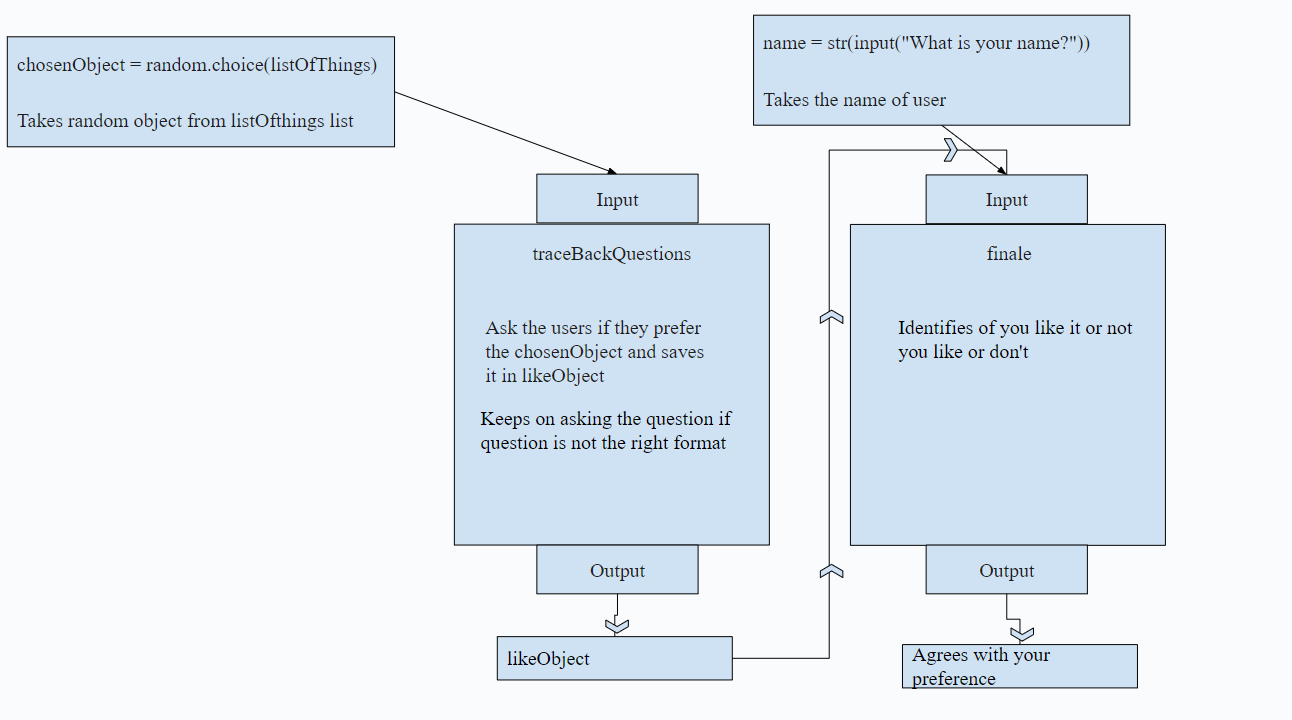 chosenObject = random.choice(listOfThings)
Takes random object from listOfthings list
name = str(input("What is your name?"))
Takes the name of user
Input
traceBackQuestions
Ask the users if they prefer
the chosenObject and saves
it in likeObject
Keeps on asking the question if
question is not the right format
Output
likeObject
Input
finale
Identifies of you like it or not
you like or don't
Output
Agrees with your
preference